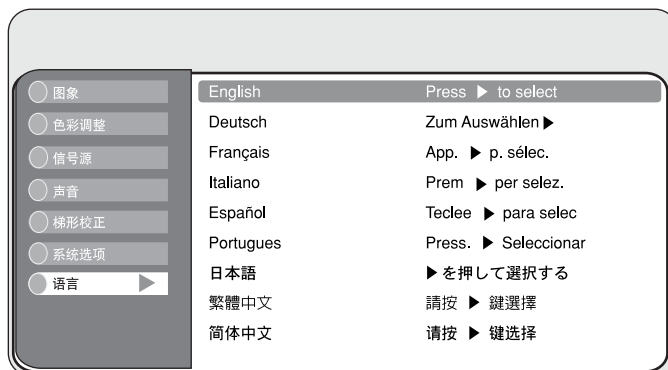 图象
色彩调整
信号源
声音
梯形校正
系统选项
语言 ▶
English Press ▶ to select
Deutsch Zum Auswählen ▶
Français App. ▶ p. sélec.
Italiano Prem ▶ per selez.
Español Teclee ▶ para selec
Portugues Press. ▶ Seleccionar
日本語 ▶を押して選択する
繁體中文 請按 ▶ 鍵選擇
简体中文 请按 ▶ 键选择